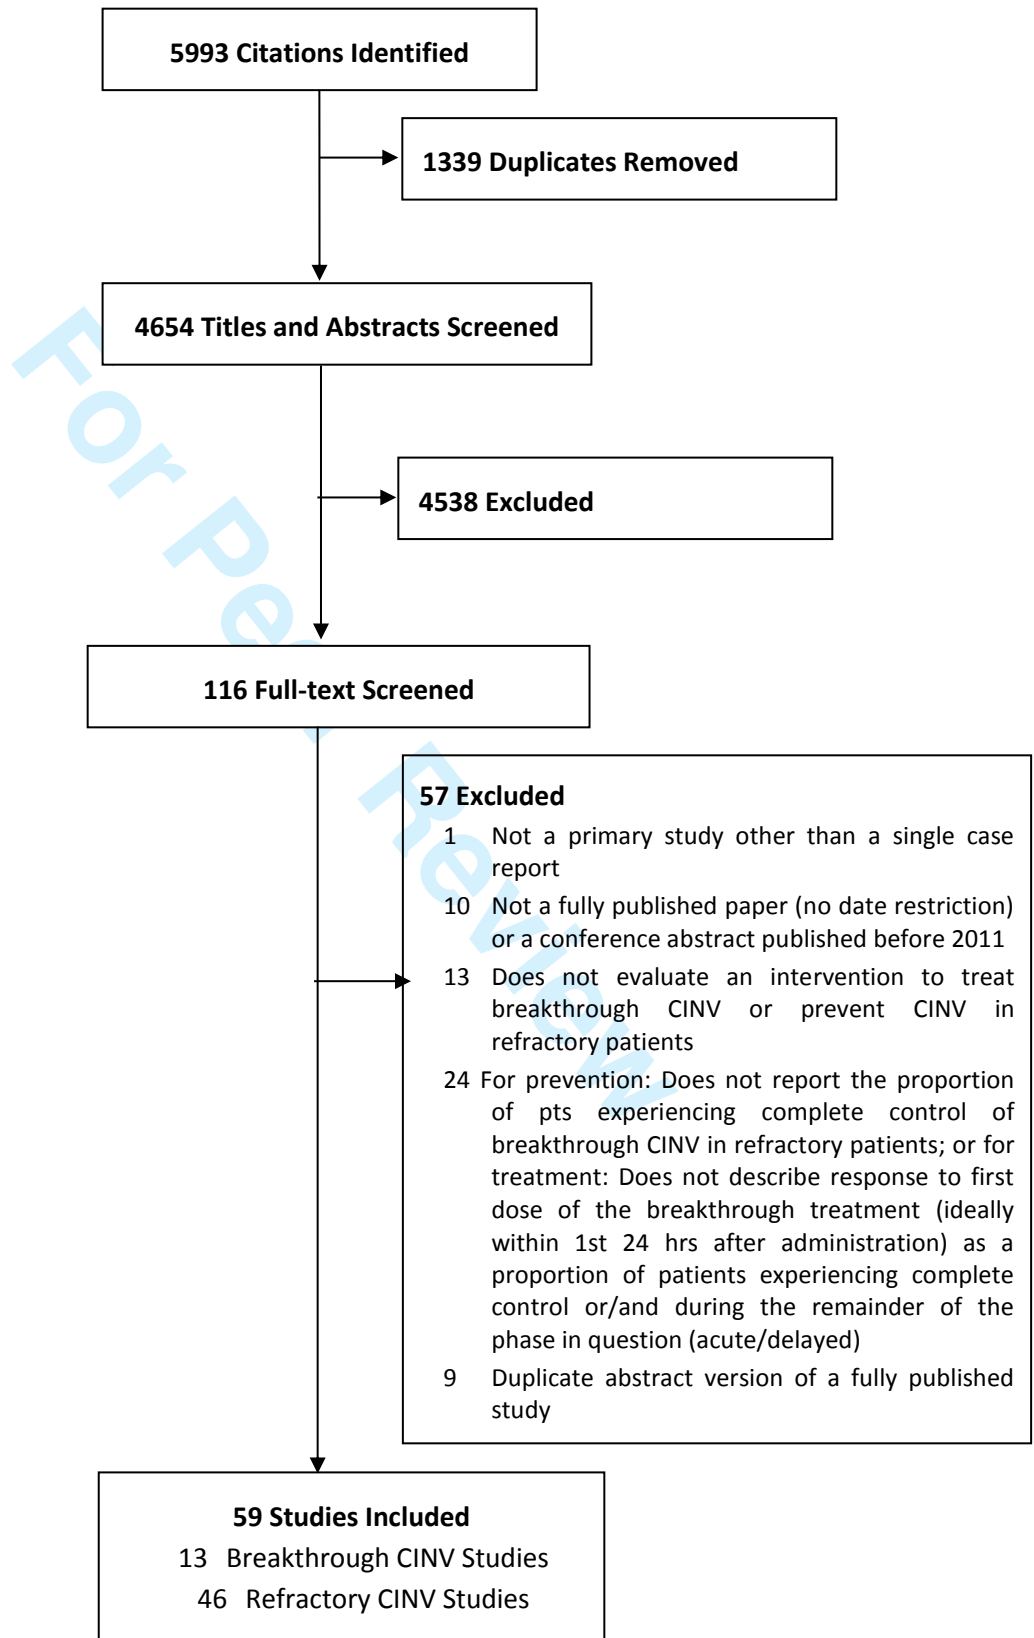 5993 Citations Identified
1339 Duplicates Removed
4654 Titles and Abstracts Screened
4538 Excluded
116 Full-text Screened
57 Excluded
1 Not a primary study other than a single case
report
10 Not a fully published paper (no date restriction)
or a conference abstract published before 2011
13 Does not evaluate an intervention to treat
breakthrough CINV or prevent CINV in
refractory patients
24 For prevention: Does not report the proportion
of pts experiencing complete control of
breakthrough CINV in refractory patients; or for
treatment: Does not describe response to first
dose of the breakthrough treatment (ideally
within 1st 24 hrs after administration) as a
proportion of patients experiencing complete
control or/and during the remainder of the
phase in question (acute/delayed)
9 Duplicate abstract version of a fully published
study
59 Studies Included
13 Breakthrough CINV Studies
46 Refractory CINV Studies
For Peer Review